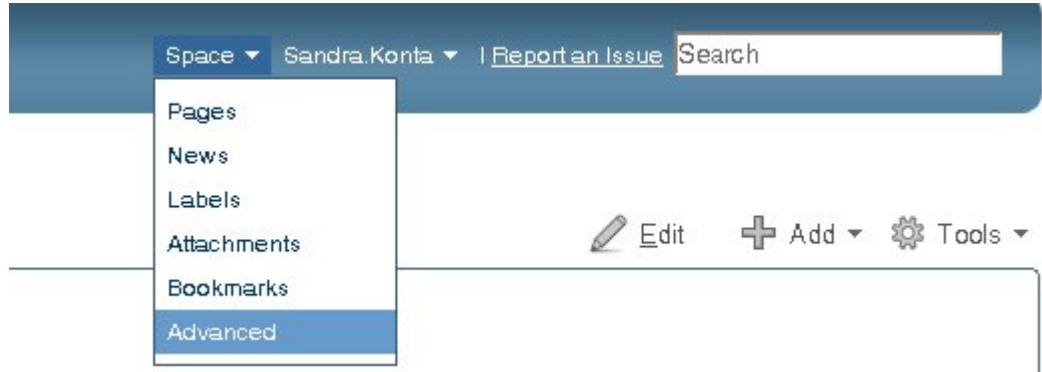 Space Sandra.Konta | Report an Issue Search
Pages
News
Labels
Attachments
Edit Add Tools
Bookmarks
Advanced